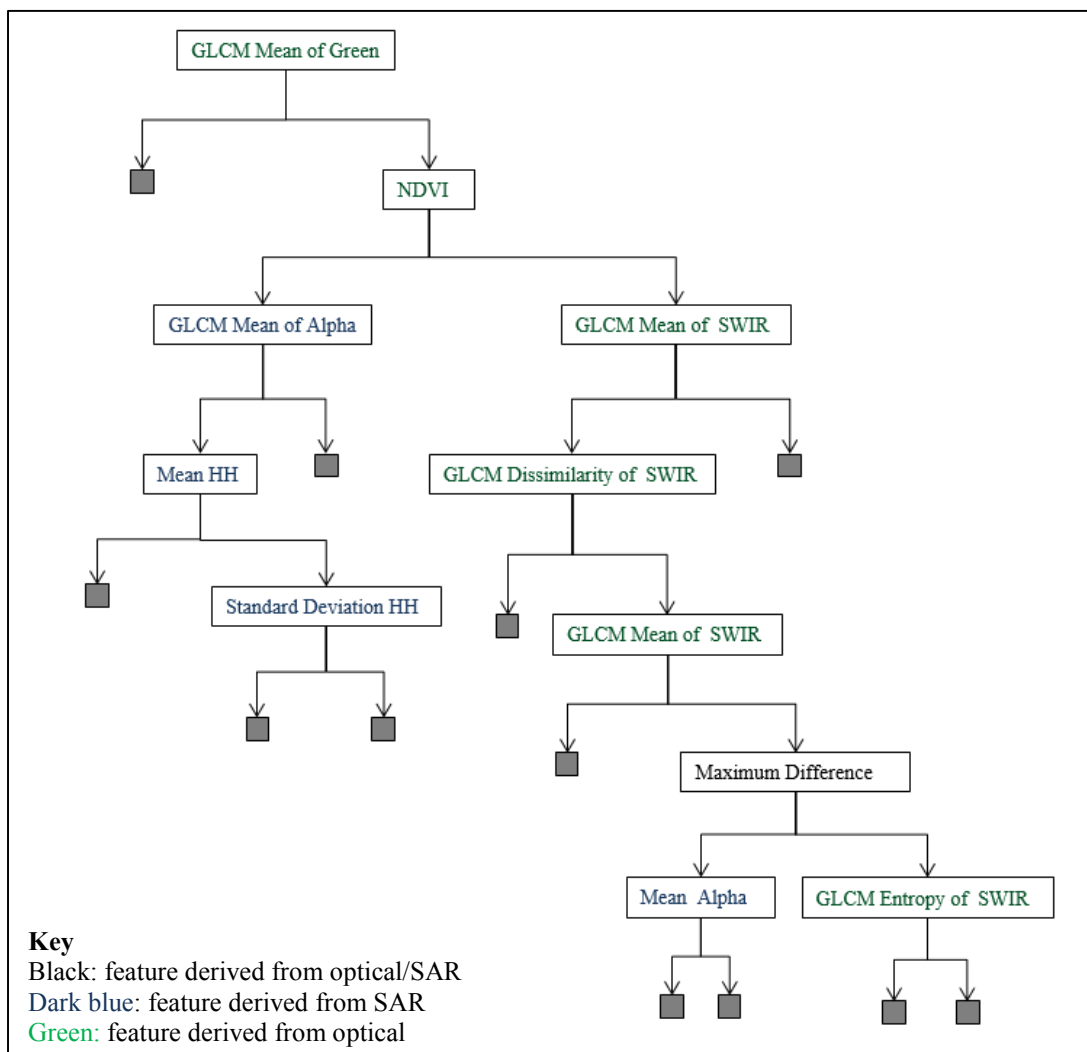 GLCM Mean of Green
NDVI
GLCM Mean of Alpha
GLCM Mean of SWIR
Mean HH
GLCM Dissimilarity of SWIR
Standard Deviation HH
GLCM Mean of SWIR
Maximum Difference
Mean Alpha
GLCM Entropy of SWIR
Key
Black: feature derived from optical/SAR
Dark blue: feature derived from SAR
Green: feature derived from optical